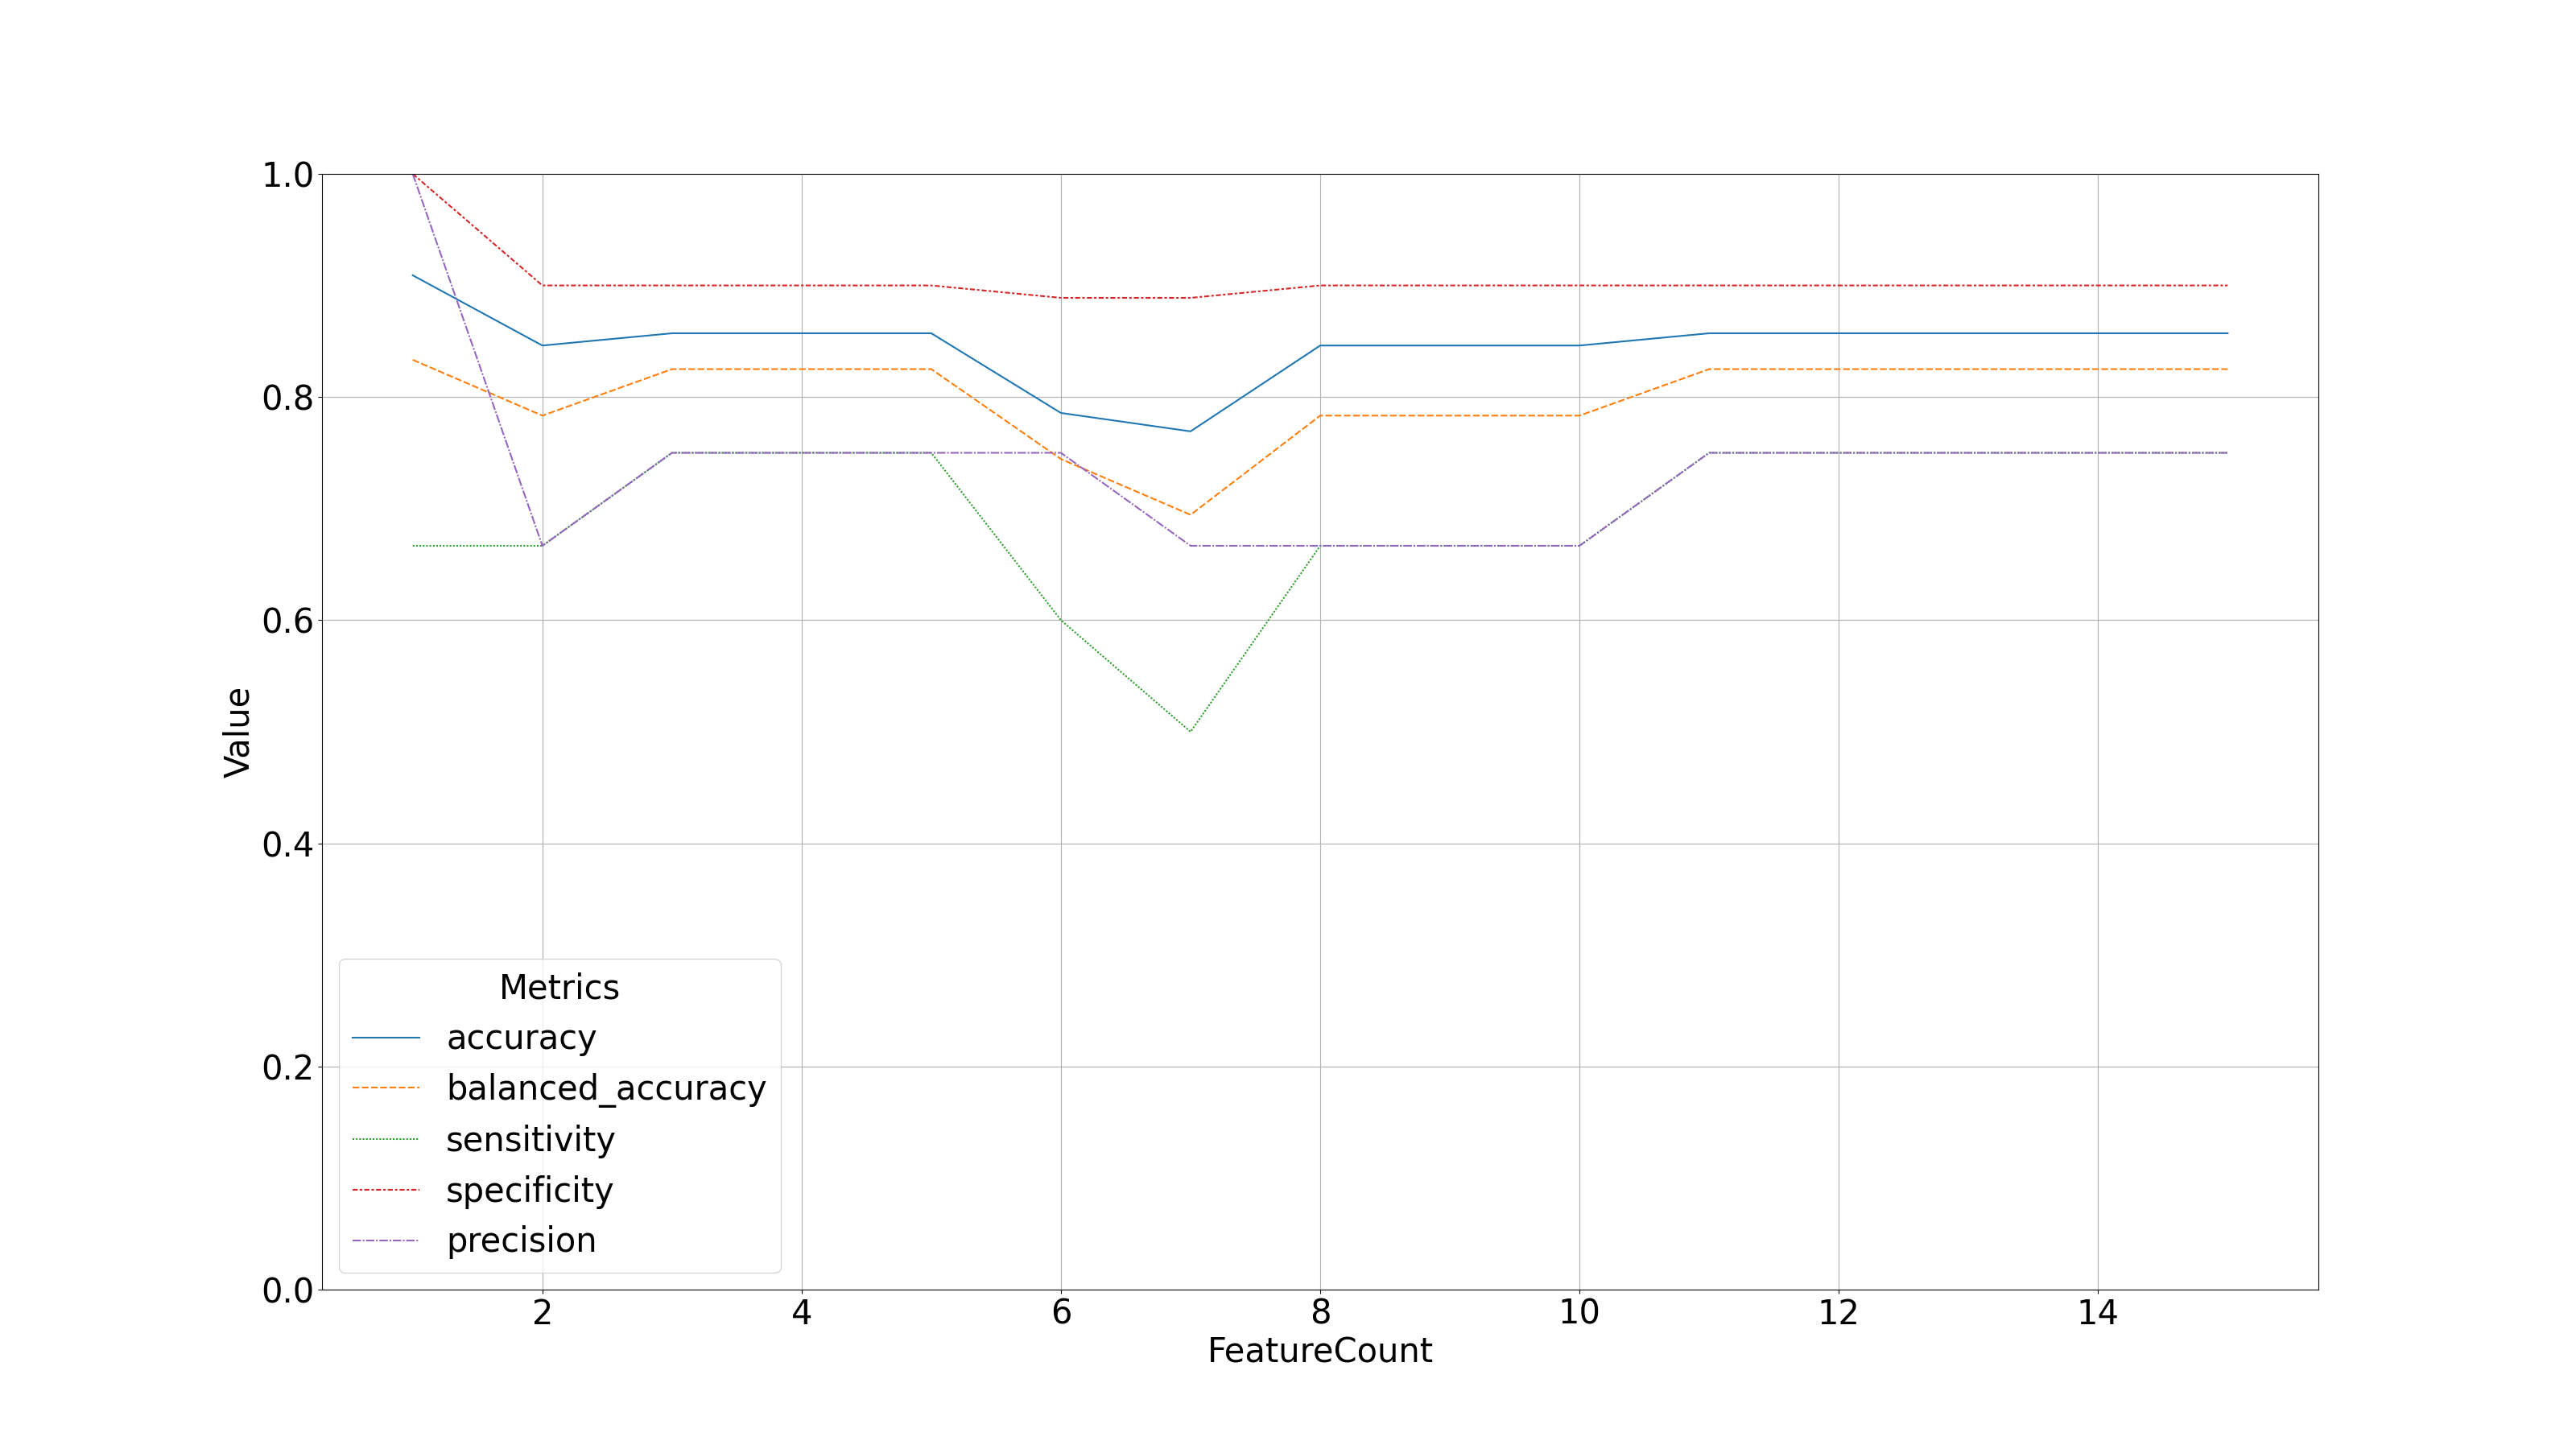 1.0
0.8
0.6
0.4
0.2
0.0
Value
2 4 6 8 10 12 14
FeatureCount
Metrics
accuracy
balanced_accuracy
sensitivity
specificity
precision